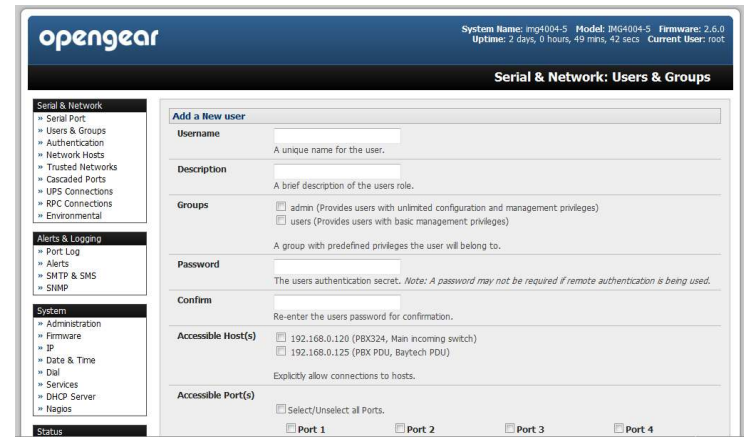 opengear
System Name: img4004-5 Model: IMG4004-5 Firmware: 2.6.0
Uptime: 2 days, 0 hours, 49 mins, 42 secs Current User: root
Serial & Network: Users & Groups
Serial & Network
» Serial Port
» Users & Groups
» Authentication
» Network Hosts
» Trusted Networks
» Cascaded Ports
» UPS Connections
» RPC Connections
» Environmental
Alerts & Logging
» Port Log
» Alerts
» SMTP & SMS
» SNMP
System
» Administration
» Firmware
» IP
» Date & Time
» Dial
» Services
» DHCP Server
» Nagios
Status
Add a New user
Username
A unique name for the user.
Description
A brief description of the users role.
Groups
admin (Provides users with unlimited configuration and management privileges)
users (Provides users with basic management privileges)
A group with predefined privileges the user will belong to.
Password
The users authentication secret. Note: A password may not be required if remote authentication is being used.
Confirm
Re-enter the users password for confirmation.
Accessible Host(s)
192.168.0.120 (PBX324, Main incoming switch)
192.168.0.125 (PBX PDU, Baytech PDU)
Explicitly allow connections to hosts.
Accessible Port(s)
Select/Unselect all Ports.
Port 1 Port 2 Port 3 Port 4